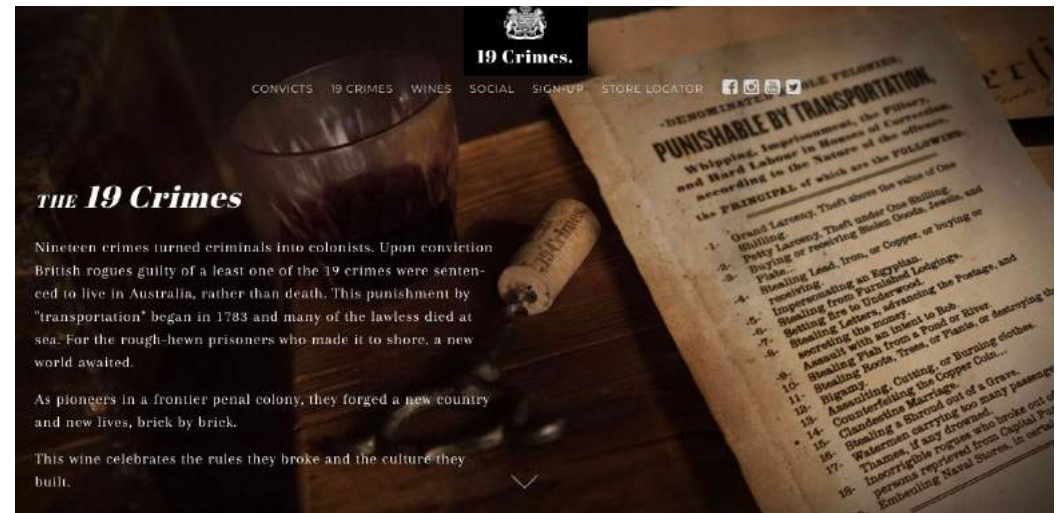 19 Crimes.
CONVICTS 19 CRIMES WINES SOCIAL SIGN-UP STORE LOCATOR
THE 19 Crimes
Nineteen crimes turned criminals into colonists. Upon conviction
British rogues guilty of a least one of the 19 crimes were senten-
ced to live in Australia, rather than death. This punishment by
"transportation" began in 1783 and many of the lawless died at
sea. For the rough-hewn prisoners who made it to shore, a new
world awaited.
As pioneers in a frontier penal colony, they forged a new country
and new lives, brick by brick.
This wine celebrates the rules they broke and the culture they
built.
19 Crimes.
-DENOMINATED SINGLE FELONIES;
PUNISHABLE BY TRANSPORTATION,
Whipping, Imprisonment, the Pillory,
and Hard Labour in Houses of Correction,
according to the Nature of the offence,
the PRINCIPAL of which are the FOLLOWING.
-1- Grand Larceny, Theft above the value of One
Shilling.
-2- Petty Larceny, Theft under One Shilling.
-3- Buying or receiving Stolen Goods, Jewels, and
Plate...
-4- Stealing Lead, Iron, or Copper, or buying or
receiving.
-5- Impersonating an Egyptian.
-6- Stealing from Furnished Lodgings.
-7- Setting fire to Underwood.
-8- Stealing Letters, advancing the Postage, and
secreting the money.
-9- Assault with an intent to Rob.
10- Stealing Fish from a Pond or River.
11- Stealing Roots, Trees, or Plants, or destroying the
12- Bigamy.
13- Assaulting, Cutting, or Burning clothes.
14- Counterfeiting the Copper Coin...
15- Clandestine Marriage.
16- Stealing a Shroud out of a Grave.
17- Watermen carrying too many passenge
Thames, if any drowned.
18- Incorrigible rogues who broke out of
persons reprieved from Capital Pu
Embeuling Naval Stores, in certai